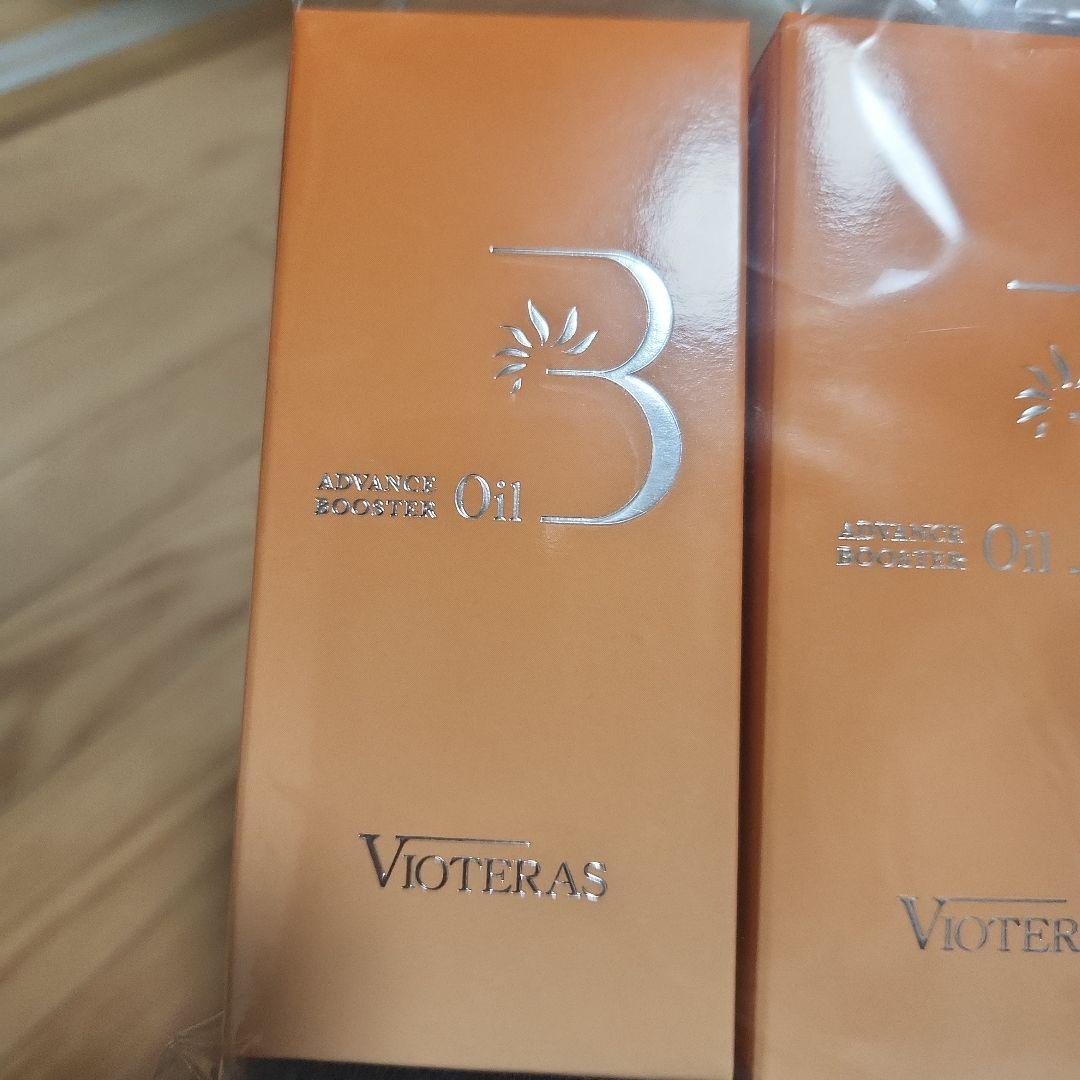 B
ADVANCE
BOOSTER Oil
VIOTERAS
ADVANCE
BOOSTER Oil
VIOTER